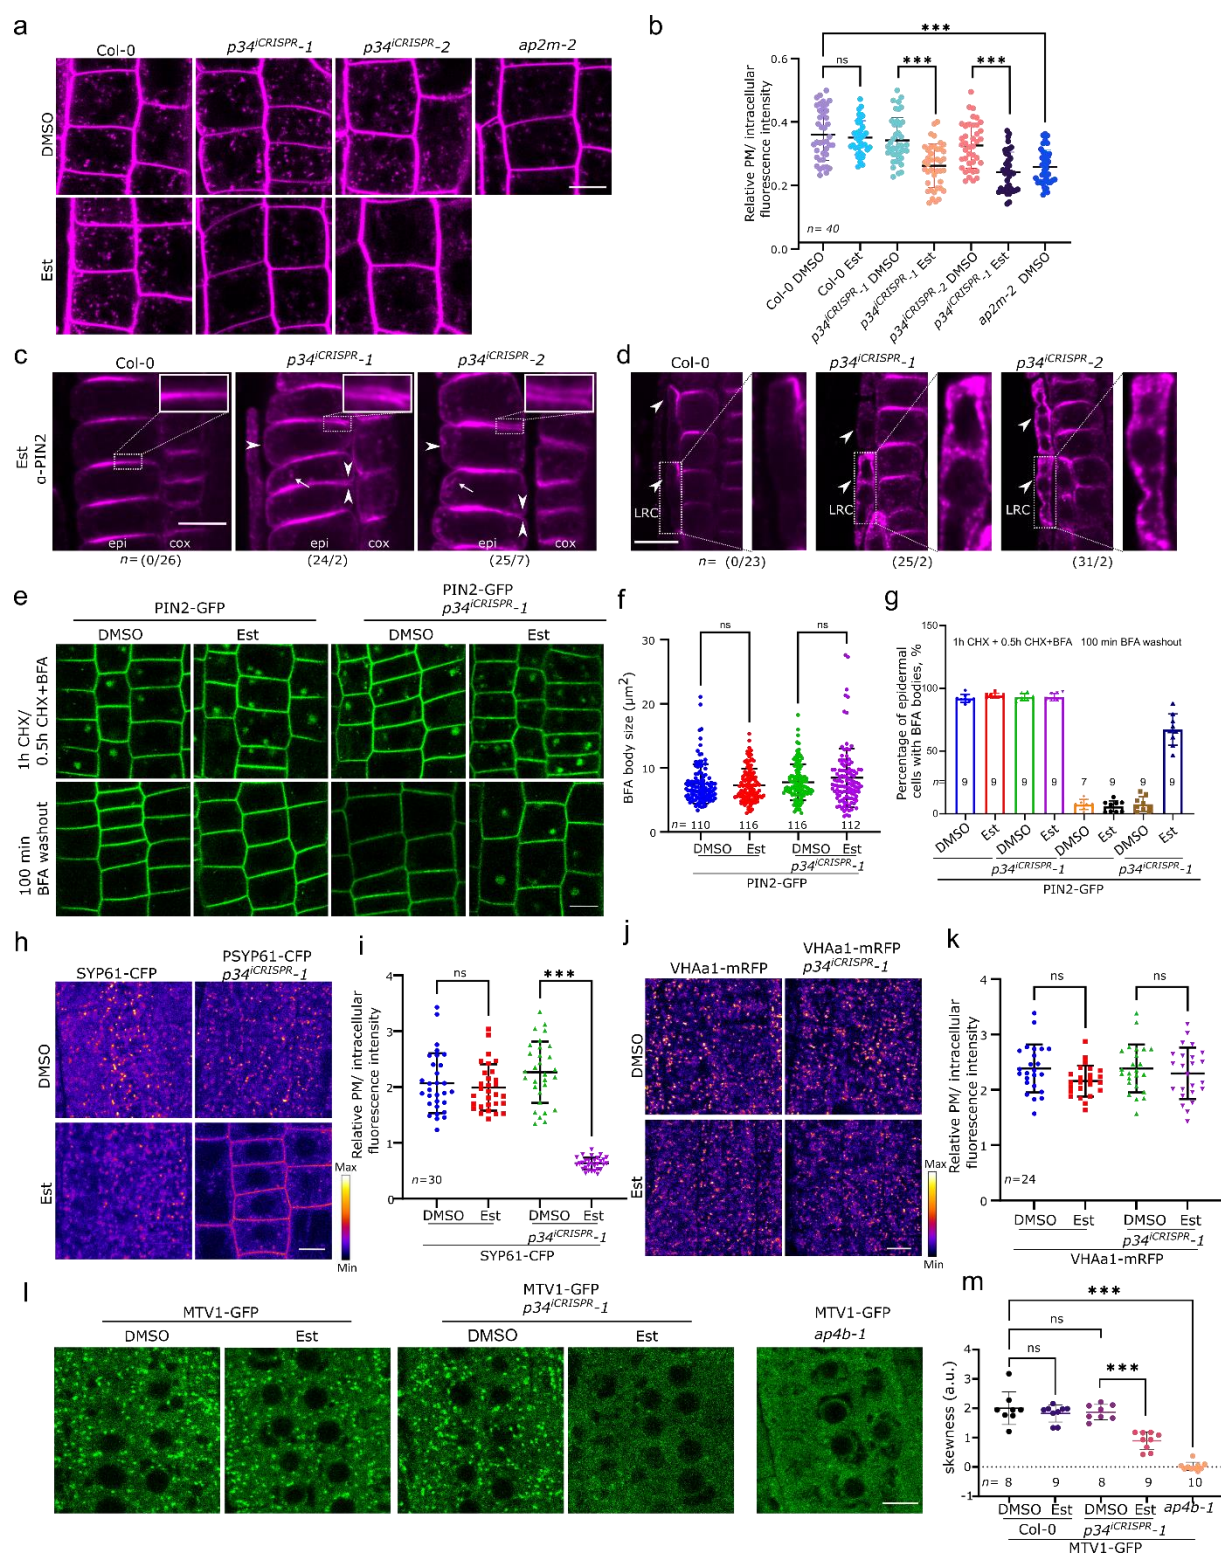 a
Col-0
p34iCRISPR-1
p34iCRISPR-2
ap2m-2
DMSO
Est
b
Relative PM/ intracellular
fluorescence intensity
0.6
0.4
0.2
0.0
ns
***
***
***
n= 40
Col-0 DMSO
Col-0 Est
p34iCRISPR-1 DMSO
p34iCRISPR-1 Est
p34iCRISPR-2 DMSO
p34iCRISPR-1 Est
ap2m-2 DMSO
c
Col-0
p34iCRISPR-1
p34iCRISPR-2
Est
α-PIN2
epi cox
epi cox
epi cox
n= (0/26)
(24/2)
(25/7)
d
Col-0
p34iCRISPR-1
p34iCRISPR-2
LRC
LRC
LRC
n= (0/23)
(25/2)
(31/2)
e
PIN2-GFP
PIN2-GFP
p34iCRISPR-1
DMSO
Est
DMSO
Est
1h CHX/
0.5h CHX+BFA
100 min
BFA washout
f
BFA body size (μm2)
30
20
10
0
ns
ns
n= 110 116 116 112
DMSO Est DMSO Est
p34iCRISPR-1
PIN2-GFP
g
Percentage of epidermal
cells with BFA bodies, %
150
100
50
0
1h CHX + 0.5h CHX+BFA 100 min BFA washout
n= 9 9 9 9 7 9 9 9
DMSO Est DMSO Est DMSO Est DMSO Est
p34iCRISPR-1 p34iCRISPR-1
PIN2-GFP
h
SYP61-CFP
PSYP61-CFP
p34iCRISPR-1
DMSO
Est
Max
Min
i
Relative PM/ intracellular
fluorescence intensity
4
3
2
1
0
ns
***
n=30
DMSO Est DMSO Est
p34iCRISPR-1
SYP61-CFP
j
VHAa1-mRFP
VHAa1-mRFP
p34iCRISPR-1
DMSO
Est
Max
Min
k
Relative PM/ intracellular
fluorescence intensity
4
3
2
1
0
ns
ns
n=24
DMSO Est DMSO Est
p34iCRISPR-1
VHAa1-mRFP
l
MTV1-GFP
MTV1-GFP
p34iCRISPR-1
MTV1-GFP
ap4b-1
DMSO
Est
DMSO
Est
m
skewness (a.u.)
4
3
2
1
0
-1
***
ns
ns
***
n= 8 9 8 9 10
DMSO Est DMSO Est ap4b-1
Col-0 p34iCRISPR-1
MTV1-GFP